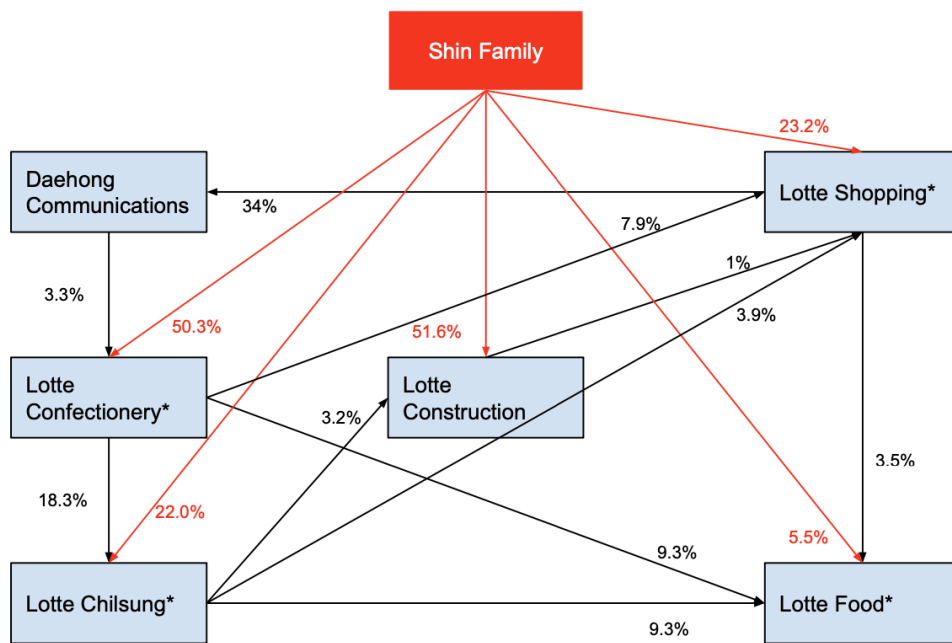 Shin Family
23.2%
Daehong
Communications
Lotte Shopping*
34%
7.9%
1%
3.3%
50.3%
51.6%
3.9%
Lotte
Confectionery*
Lotte
Construction
3.2%
18.3%
22.0%
3.5%
9.3%
5.5%
Lotte Chilsung*
Lotte Food*
9.3%